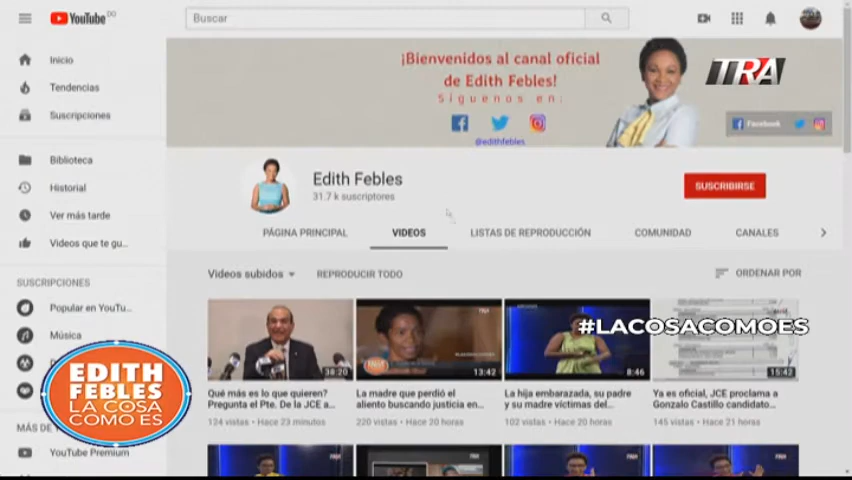 YouTube DO
Buscar
Inicio
Tendencias
Suscripciones
Biblioteca
Historial
Ver más tarde
Videos que te gu...
SUSCRIPCIONES
Popular en YouTu...
Música
MÁS DE
YouTube Premium
¡Bienvenidos al canal oficial
de Edith Febles!
Síguenos en:
@edithfebles
TRA
Facebook
Edith Febles
31.7 k suscriptores
SUSCRIBIRSE
PÁGINA PRINCIPAL
VIDEOS
LISTAS DE REPRODUCCIÓN
COMUNIDAD
CANALES
Videos subidos
REPRODUCIR TODO
ORDENAR POR
#LACOSACOMOES
38:20
13:42
8:46
15:42
Qué más es lo que quieren?
Pregunta el Pte. De la JCE a...
124 vistas • Hace 23 minutos
La madre que perdió el
aliento buscando justicia en...
220 vistas • Hace 20 horas
La hija embarazada, su padre
y su madre víctimas del...
102 vistas • Hace 20 horas
Ya es oficial, JCE proclama a
Gonzalo Castillo candidato...
145 vistas • Hace 21 horas
EDITH
FEBLES
LA COSA
COMO ES